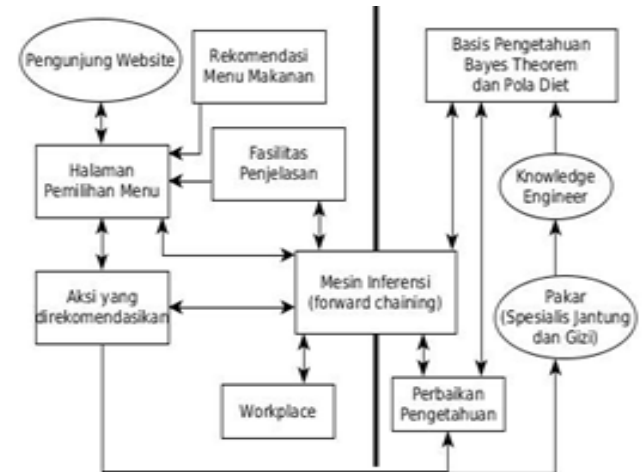 Pengunjung Website
Rekomendasi
Menu Makanan
Basis Pengetahuan
Bayes Theorem
dan Pola Diet
Halaman
Pemilihan Menu
Fasilitas
Penjelasan
Knowledge
Engineer
Aksi yang
direkomendasikan
Mesin Inferensi
(forward chaining)
Pakar
(Spesialis Jantung
dan Gizi)
Workplace
Perbaikan
Pengetahuan